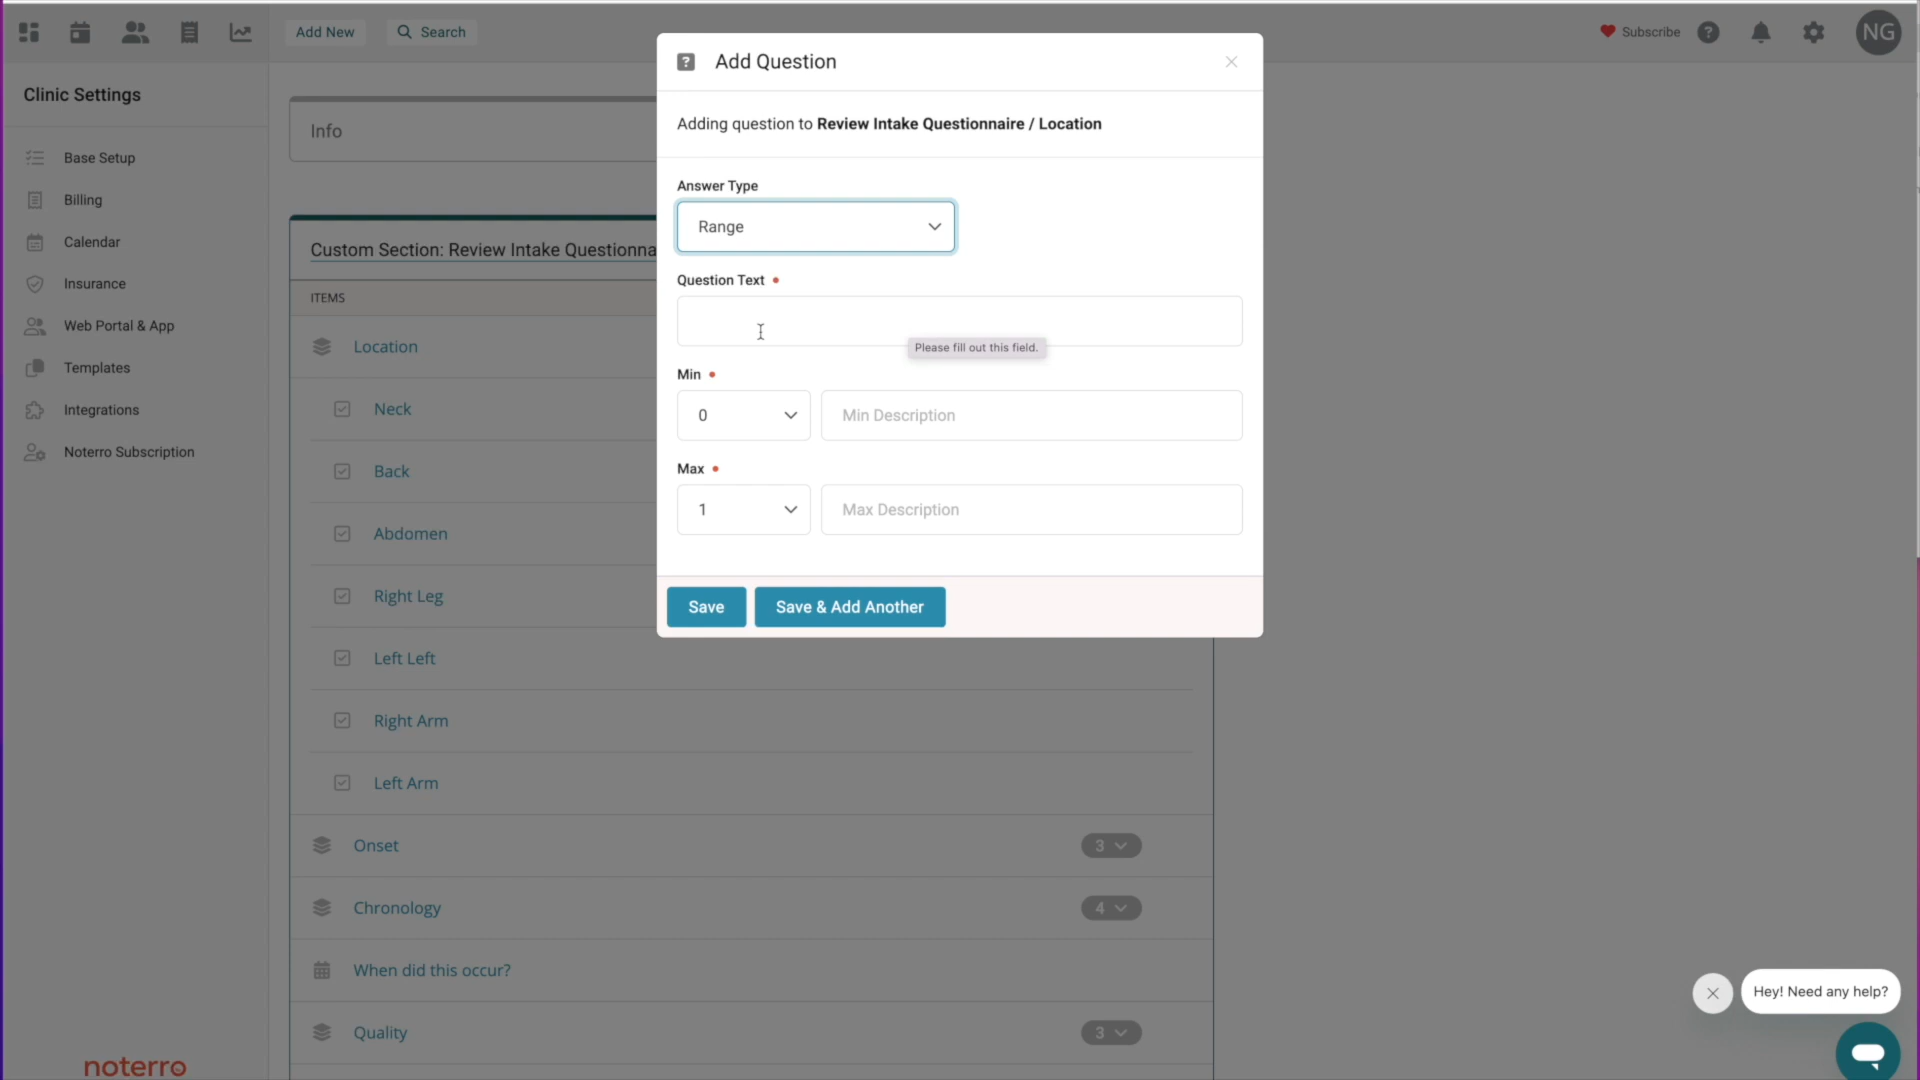 Add New
Search
Subscribe
NG
Clinic Settings
Base Setup
Billing
Calendar
Insurance
Web Portal & App
Templates
Integrations
Noterro Subscription
noterro
Info
Custom Section: Review Intake Questionna
ITEMS
Location
Neck
Back
Abdomen
Right Leg
Left Left
Right Arm
Left Arm
Onset
3
Chronology
4
When did this occur?
Quality
3
Add Question
Adding question to Review Intake Questionnaire / Location
Answer Type
Range
Question Text
Please fill out this field.
Min
0
Min Description
Max
1
Max Description
Save
Save & Add Another
Hey! Need any help?